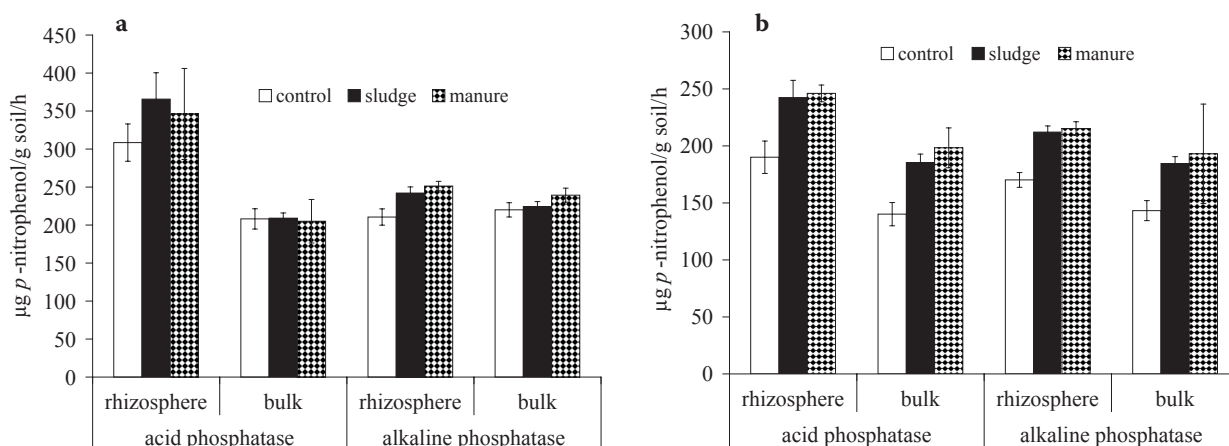 a
450
400
350
300
250
200
150
100
50
0
µg p -nitrophenol/g soil/h
control sludge manure
rhizosphere bulk rhizosphere bulk
acid phosphatase alkaline phosphatase
b
300
250
200
150
100
50
0
µg p -nitrophenol/g soil/h
control sludge manure
rhizosphere bulk rhizosphere bulk
acid phosphatase alkaline phosphatase